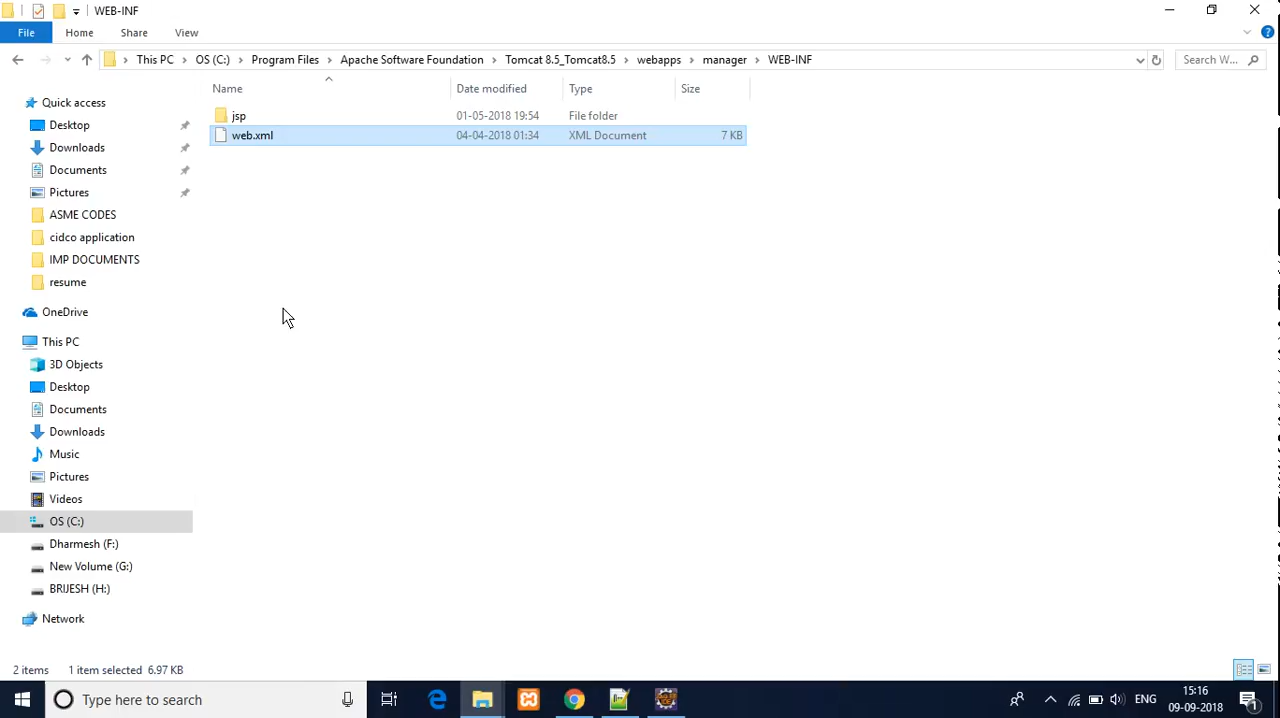 WEB-INF
File Home Share View
This PC OS (C:) Program Files Apache Software Foundation Tomcat 8.5_Tomcat8.5 webapps manager WEB-INF Search W...
Name Date modified Type Size
jsp 01-05-2018 19:54 File folder
web.xml 04-04-2018 01:34 XML Document 7 KB
Quick access
Desktop
Downloads
Documents
Pictures
ASME CODES
cidco application
IMP DOCUMENTS
resume
OneDrive
This PC
3D Objects
Desktop
Documents
Downloads
Music
Pictures
Videos
OS (C:)
Dharmesh (F:)
New Volume (G:)
BRIJESH (H:)
Network
2 items 1 item selected 6.97 KB
Type here to search ENG 15:16
09-09-2018 1